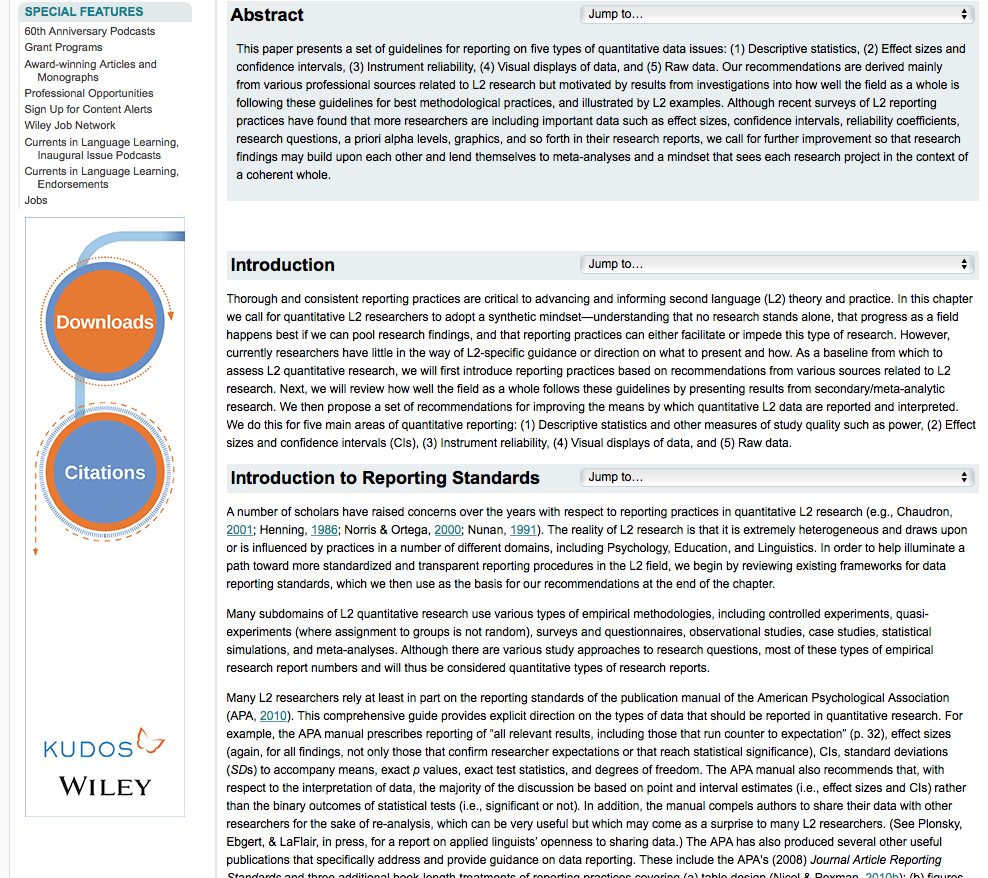 SPECIAL FEATURES
60th Anniversary Podcasts
Grant Programs
Award-winning Articles and
Monographs
Professional Opportunities
Sign Up for Content Alerts
Wiley Job Network
Currents in Language Learning,
Inaugural Issue Podcasts
Currents in Language Learning,
Endorsements
Jobs
Downloads
Citations
KUDOS
WILEY
Abstract
Jump to…
This paper presents a set of guidelines for reporting on five types of quantitative data issues: (1) Descriptive statistics, (2) Effect sizes and
confidence intervals, (3) Instrument reliability, (4) Visual displays of data, and (5) Raw data. Our recommendations are derived mainly
from various professional sources related to L2 research but motivated by results from investigations into how well the field as a whole is
following these guidelines for best methodological practices, and illustrated by L2 examples. Although recent surveys of L2 reporting
practices have found that more researchers are including important data such as effect sizes, confidence intervals, reliability coefficients,
research questions, a priori alpha levels, graphics, and so forth in their research reports, we call for further improvement so that research
findings may build upon each other and lend themselves to meta-analyses and a mindset that sees each research project in the context of
a coherent whole.
Introduction
Jump to…
Thorough and consistent reporting practices are critical to advancing and informing second language (L2) theory and practice. In this chapter
we call for quantitative L2 researchers to adopt a synthetic mindset—understanding that no research stands alone, that progress as a field
happens best if we can pool research findings, and that reporting practices can either facilitate or impede this type of research. However,
currently researchers have little in the way of L2-specific guidance or direction on what to present and how. As a baseline from which to
assess L2 quantitative research, we will first introduce reporting practices based on recommendations from various sources related to L2
research. Next, we will review how well the field as a whole follows these guidelines by presenting results from secondary/meta-analytic
research. We then propose a set of recommendations for improving the means by which quantitative L2 data are reported and interpreted.
We do this for five main areas of quantitative reporting: (1) Descriptive statistics and other measures of study quality such as power, (2) Effect
sizes and confidence intervals (CIs), (3) Instrument reliability, (4) Visual displays of data, and (5) Raw data.
Introduction to Reporting Standards
Jump to…
A number of scholars have raised concerns over the years with respect to reporting practices in quantitative L2 research (e.g., Chaudron,
2001; Henning, 1986; Norris & Ortega, 2000; Nunan, 1991). The reality of L2 research is that it is extremely heterogeneous and draws upon
or is influenced by practices in a number of different domains, including Psychology, Education, and Linguistics. In order to help illuminate a
path toward more standardized and transparent reporting procedures in the L2 field, we begin by reviewing existing frameworks for data
reporting standards, which we then use as the basis for our recommendations at the end of the chapter.
Many subdomains of L2 quantitative research use various types of empirical methodologies, including controlled experiments, quasi-
experiments (where assignment to groups is not random), surveys and questionnaires, observational studies, case studies, statistical
simulations, and meta-analyses. Although there are various study approaches to research questions, most of these types of empirical
research report numbers and will thus be considered quantitative types of research reports.
Many L2 researchers rely at least in part on the reporting standards of the publication manual of the American Psychological Association
(APA, 2010). This comprehensive guide provides explicit direction on the types of data that should be reported in quantitative research. For
example, the APA manual prescribes reporting of “all relevant results, including those that run counter to expectation” (p. 32), effect sizes
(again, for all findings, not only those that confirm researcher expectations or that reach statistical significance), CIs, standard deviations
(SDs) to accompany means, exact p values, exact test statistics, and degrees of freedom. The APA manual also recommends that, with
respect to the interpretation of data, the majority of the discussion be based on point and interval estimates (i.e., effect sizes and CIs) rather
than the binary outcomes of statistical tests (i.e., significant or not). In addition, the manual compels authors to share their data with other
researchers for the sake of re-analysis, which can be very useful but which may come as a surprise to many L2 researchers. (See Plonsky,
Ebgert, & LaFlair, in press, for a report on applied linguists’ openness to sharing data.) The APA has also produced several other useful
publications that specifically address and provide guidance on data reporting. These include the APA's (2008) Journal Article Reporting
Standards and three additional book-length treatments of reporting practices covering (a) table design (Nicol & Pexman, 2010b); (b) figures